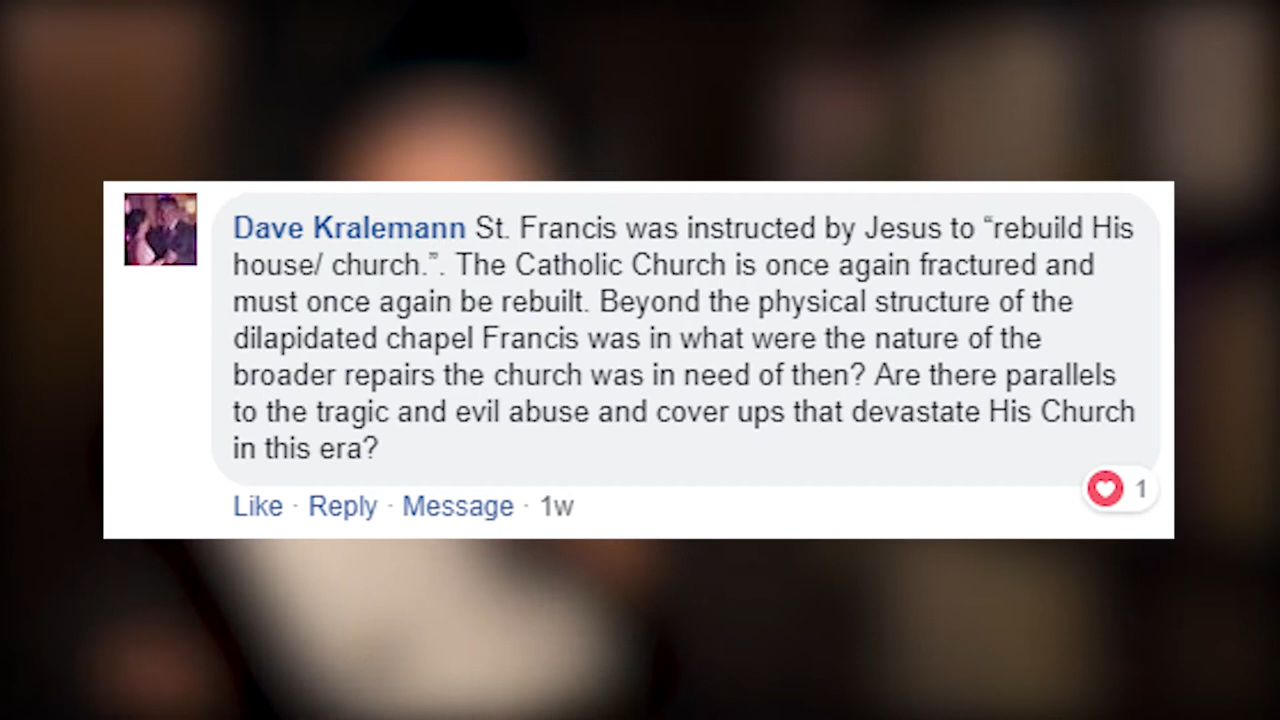 Dave Kralemann St. Francis was instructed by Jesus to “rebuild His
house/ church.”. The Catholic Church is once again fractured and
must once again be rebuilt. Beyond the physical structure of the
dilapidated chapel Francis was in what were the nature of the
broader repairs the church was in need of then? Are there parallels
to the tragic and evil abuse and cover ups that devastate His Church
in this era?
Like · Reply · Message · 1w
1